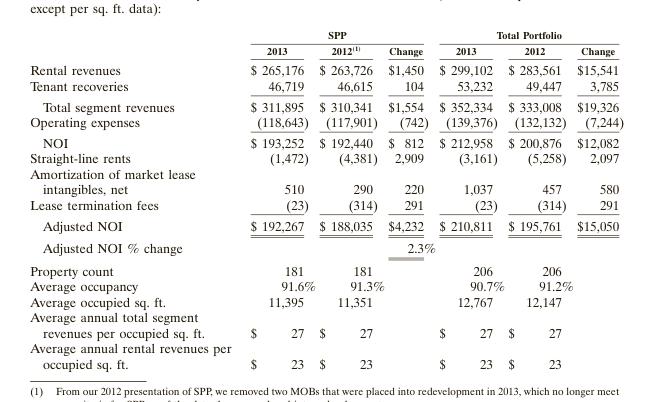 except per sq. ft. data):
SPP Total Portfolio
2013 2012(1) Change 2013 2012 Change
Rental revenues $ 265,176 $ 263,726 $1,450 $ 299,102 $ 283,561 $15,541
Tenant recoveries 46,719 46,615 104 53,232 49,447 3,785
Total segment revenues $ 311,895 $ 310,341 $1,554 $ 352,334 $ 333,008 $19,326
Operating expenses (118,643) (117,901) (742) (139,376) (132,132) (7,244)
NOI $ 193,252 $ 192,440 $ 812 $ 212,958 $ 200,876 $12,082
Straight-line rents (1,472) (4,381) 2,909 (3,161) (5,258) 2,097
Amortization of market lease
intangibles, net 510 290 220 1,037 457 580
Lease termination fees (23) (314) 291 (23) (314) 291
Adjusted NOI $ 192,267 $ 188,035 $4,232 $ 210,811 $ 195,761 $15,050
Adjusted NOI % change 2.3%
Property count 181 181 206 206
Average occupancy 91.6% 91.3% 90.7% 91.2%
Average occupied sq. ft. 11,395 11,351 12,767 12,147
Average annual total segment
revenues per occupied sq. ft. $ 27 $ 27 $ 27 $ 27
Average annual rental revenues per
occupied sq. ft. $ 23 $ 23 $ 23 $ 23
(1) From our 2012 presentation of SPP, we removed two MOBs that were placed into redevelopment in 2013, which no longer meet